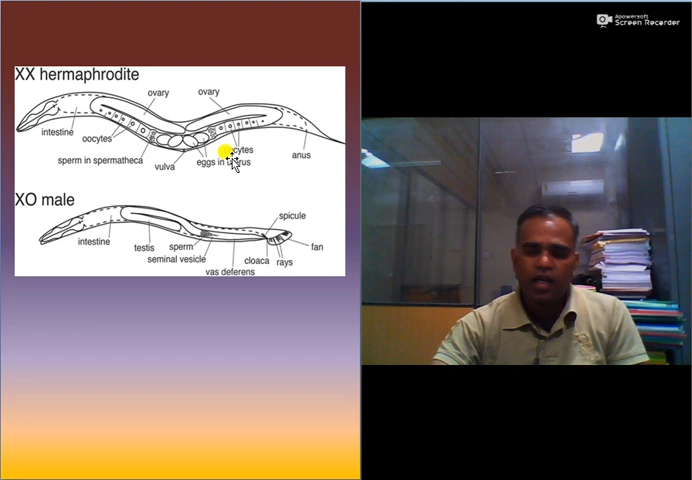 XX hermaphrodite
ovary
ovary
intestine
oocytes
cytes
sperm in spermatheca
eggs in
anus
vulva
XO male
spicule
intestine
testis
sperm
fan
seminal vesicle
cloaca
rays
vas deferens
Apowersoft
Screen Recorder